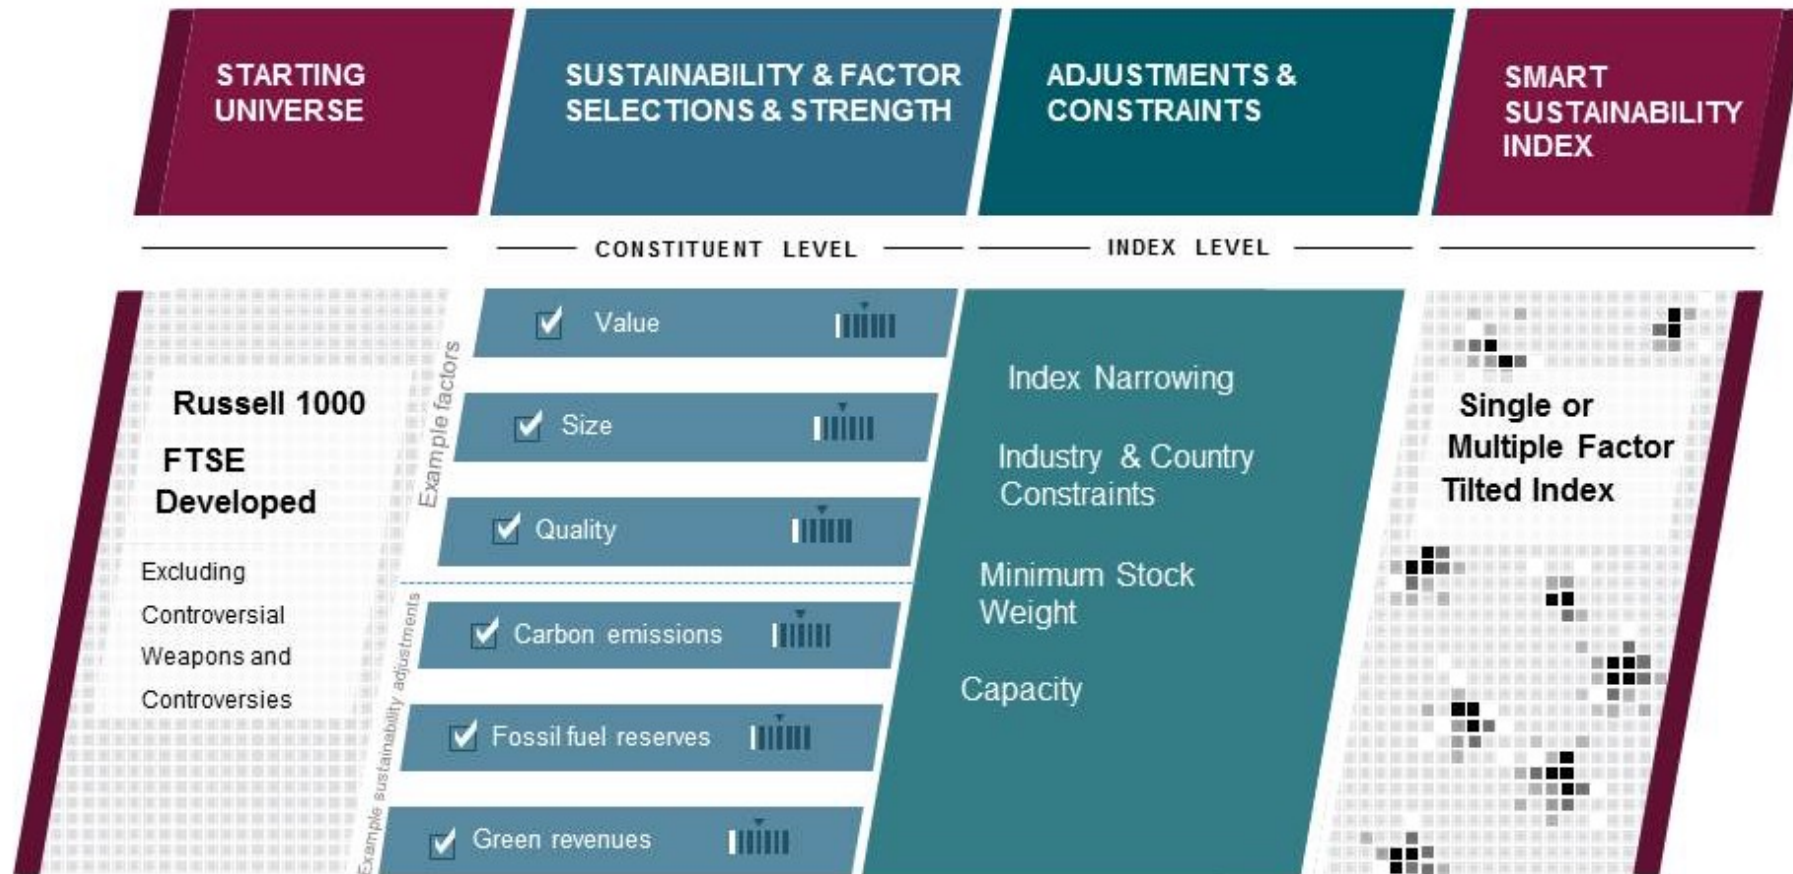 STARTING
UNIVERSE
SUSTAINABILITY & FACTOR
SELECTIONS & STRENGTH
ADJUSTMENTS &
CONSTRAINTS
SMART
SUSTAINABILITY
INDEX
CONSTITUENT LEVEL
INDEX LEVEL
Russell 1000
FTSE
Developed
Excluding
Controversial
Weapons and
Controversies
Example factors
Value
Size
Quality
Example sustainability adjustments
Carbon emissions
Fossil fuel reserves
Green revenues
Index Narrowing
Industry & Country
Constraints
Minimum Stock
Weight
Capacity
Single or
Multiple Factor
Tilted Index